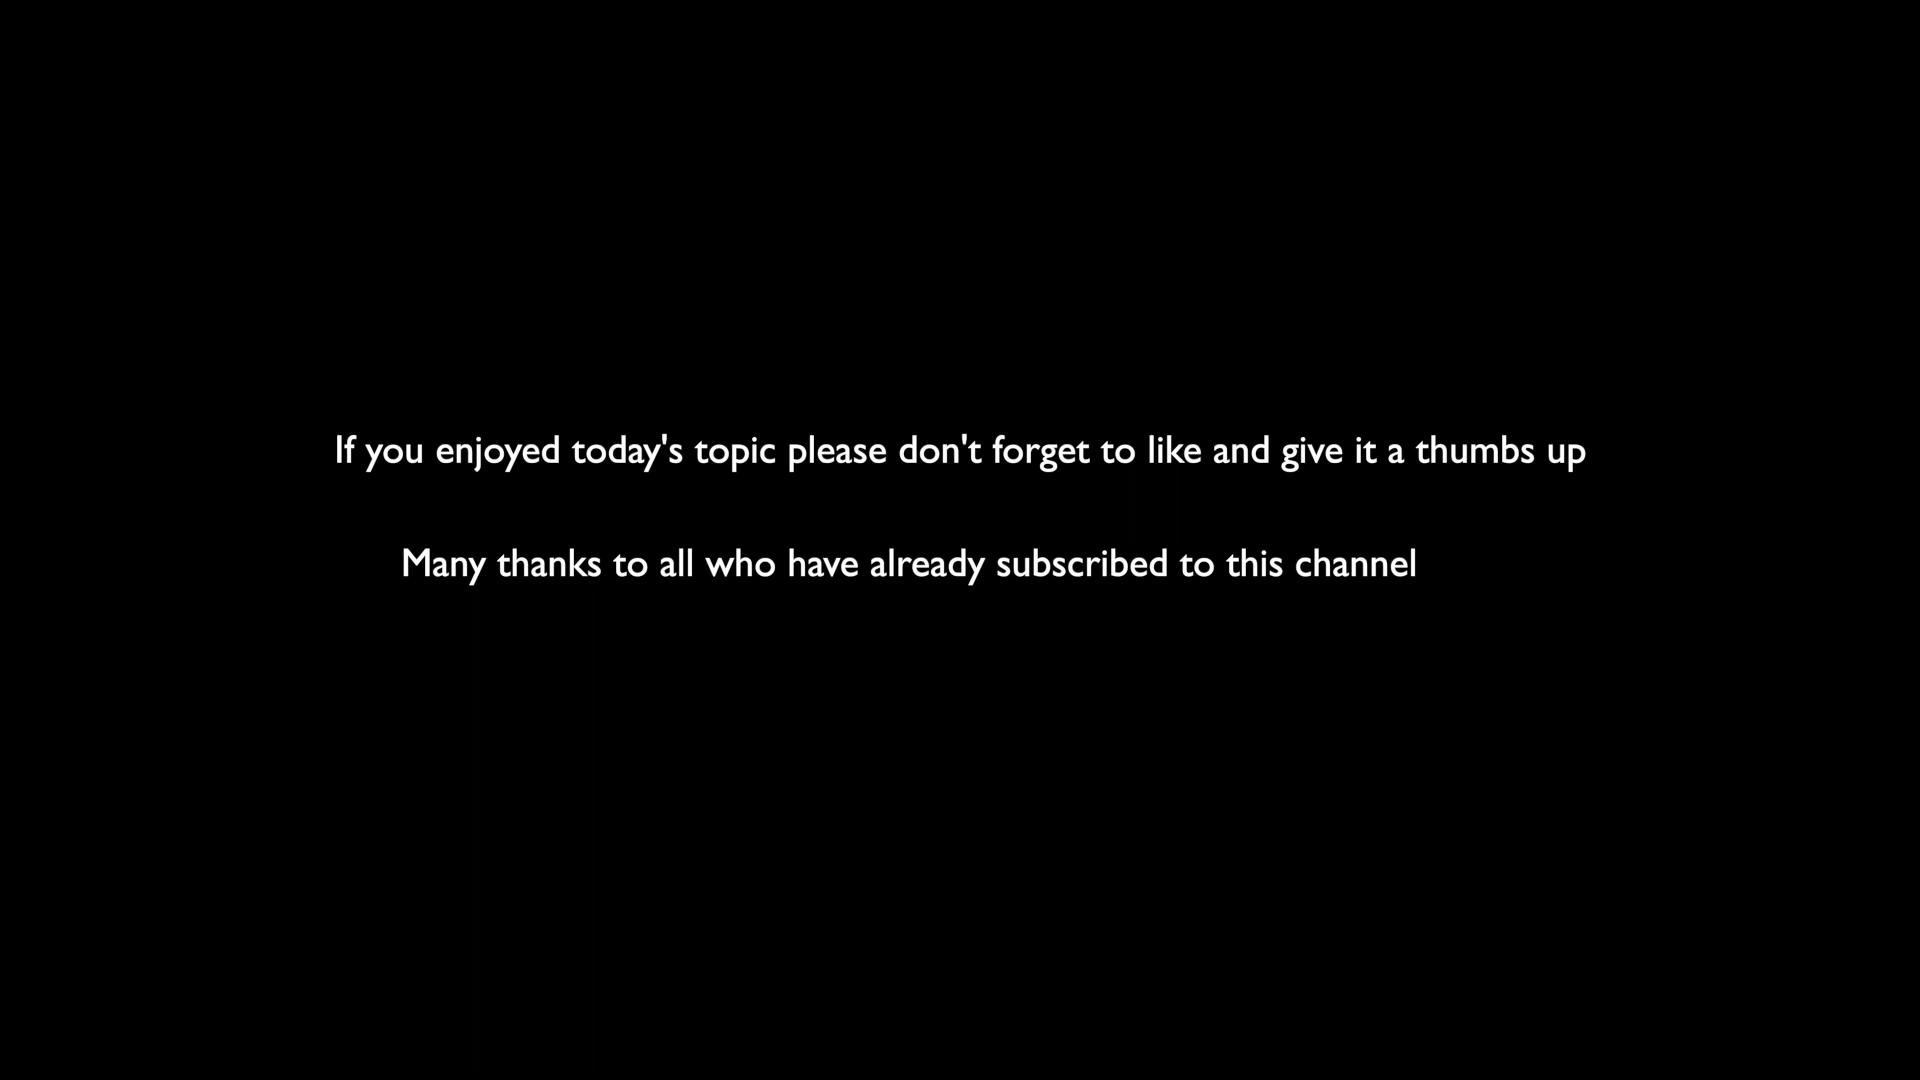 If you enjoyed today's topic please don't forget to like and give it a thumbs up
Many thanks to all who have already subscribed to this channel